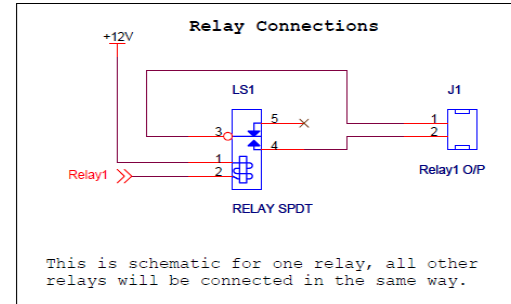 Relay Connections
+12V
LS1
J1
5
3
1
2
4
1
2
Relay1
Relay1 O/P
RELAY SPDT
This is schematic for one relay, all other
relays will be connected in the same way.